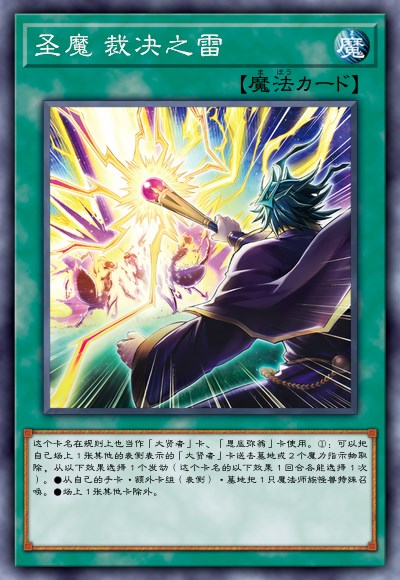 圣魔 裁决之雷
魔
【魔法カード】
ま ほう
这个卡名在规则上也当作「大贤者」卡、「恩底弥翁」卡使用。①：可以把
自己场上1张其他的表侧表示的「大贤者」卡送去墓地或2个魔力指示物取
除，从以下效果选择1个发动（这个卡名的以下效果1回合各能选择1次
）。●从自己的手卡・额外卡组（表侧）・墓地把1只魔法师族怪兽特殊召
唤。●场上1张其他卡除外。